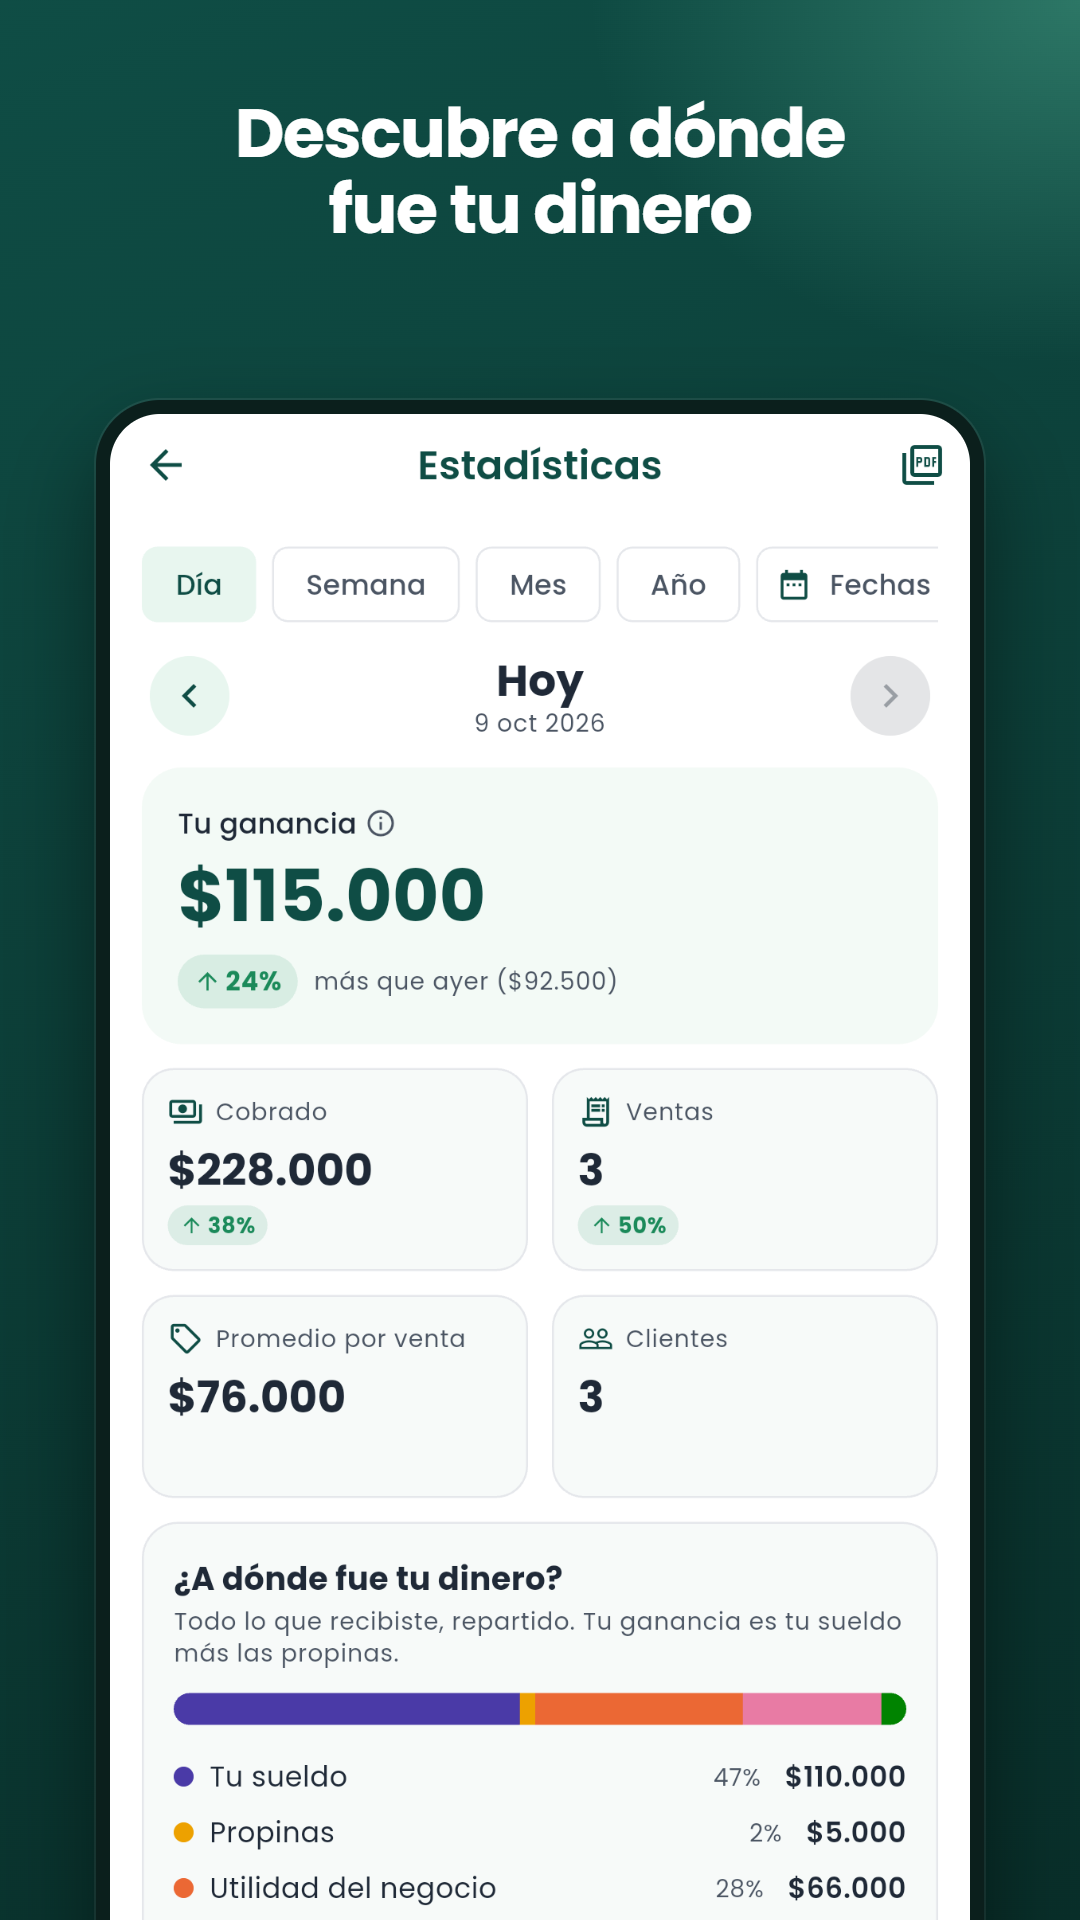 Descubre a dónde
fue tu dinero
Estadísticas
PDF
Día
Semana
Mes
Año
Fechas
Hoy
9 oct 2026
Tu ganancia
$115.000
24% más que ayer ($92.500)
Cobrado
$228.000
38%
Ventas
3
50%
Promedio por venta
$76.000
Clientes
3
¿A dónde fue tu dinero?
Todo lo que recibiste, repartido. Tu ganancia es tu sueldo
más las propinas.
Tu sueldo 47% $110.000
Propinas 2% $5.000
Utilidad del negocio 28% $66.000